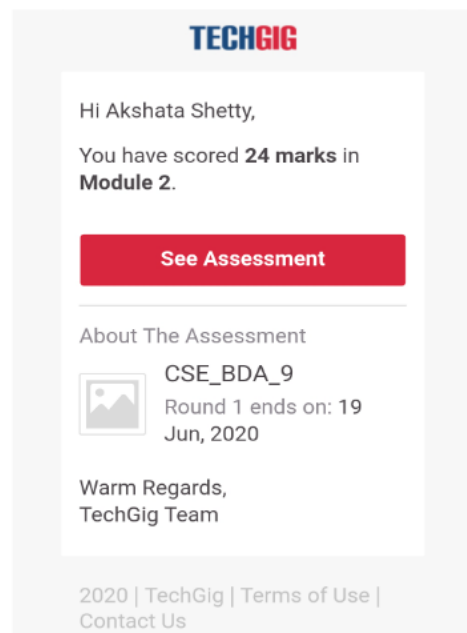 TECHGIG
Hi Akshata Shetty,
You have scored 24 marks in
Module 2.
See Assessment
About The Assessment
CSE_BDA_9
Round 1 ends on: 19
Jun, 2020
Warm Regards,
TechGig Team
2020 | TechGig | Terms of Use |
Contact Us